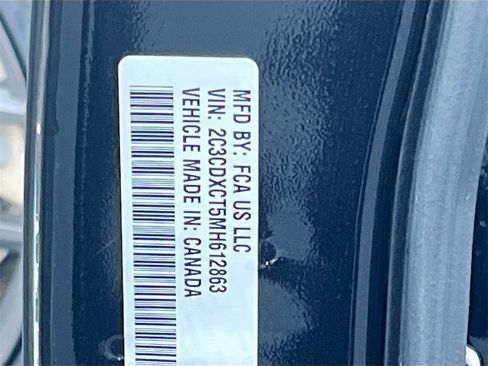 MFD BY: FCA US LLC
VIN: 2C3CDXCT5MH612863
VEHICLE MADE IN: CANADA